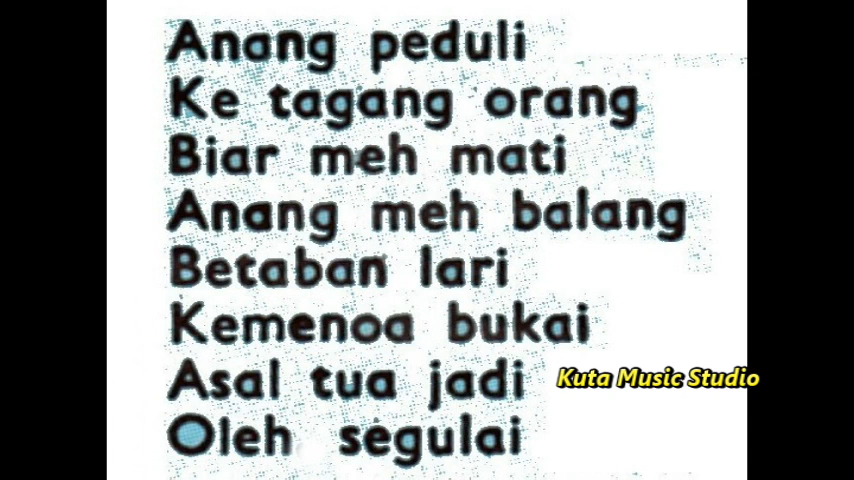 Anang peduli
Ke tagang orang
Biar meh mati
Anang meh balang
Betaban lari
Kemenoa bukai
Asal tua jadi
Kuta Music Studio
Oleh segulai